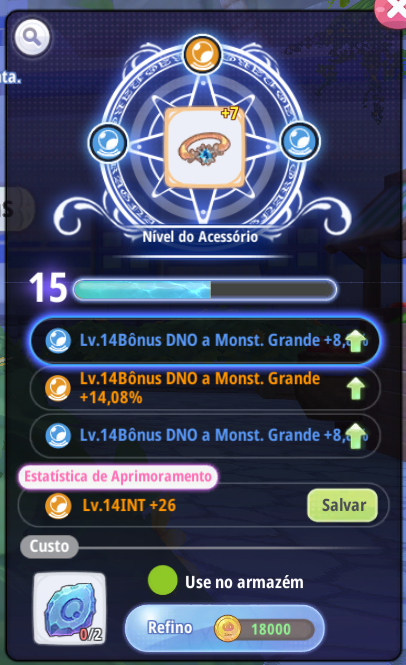 ta.
+7
Nível do Acessório
15
Lv.14Bônus DNO a Monst. Grande +8,
Lv.14Bônus DNO a Monst. Grande
+14,08%
Lv.14Bônus DNO a Monst. Grande +8,
Estatística de Aprimoramento
Lv.14INT +26
Salvar
Custo
0/2
Use no armazém
Refino
18000